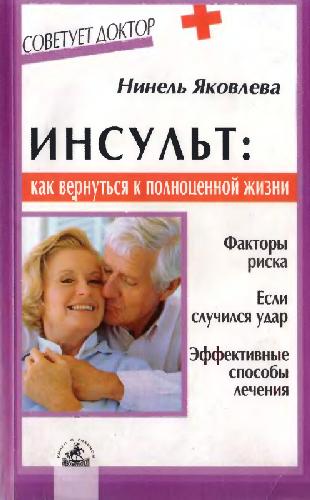 СОВЕТУЕТ ДОКТОР
Нинель Яковлева
ИНСУЛЬТ:
как вернуться к полноценной жизни
Факторы
риска
Если
случился удар
Эффективные
способы
лечения